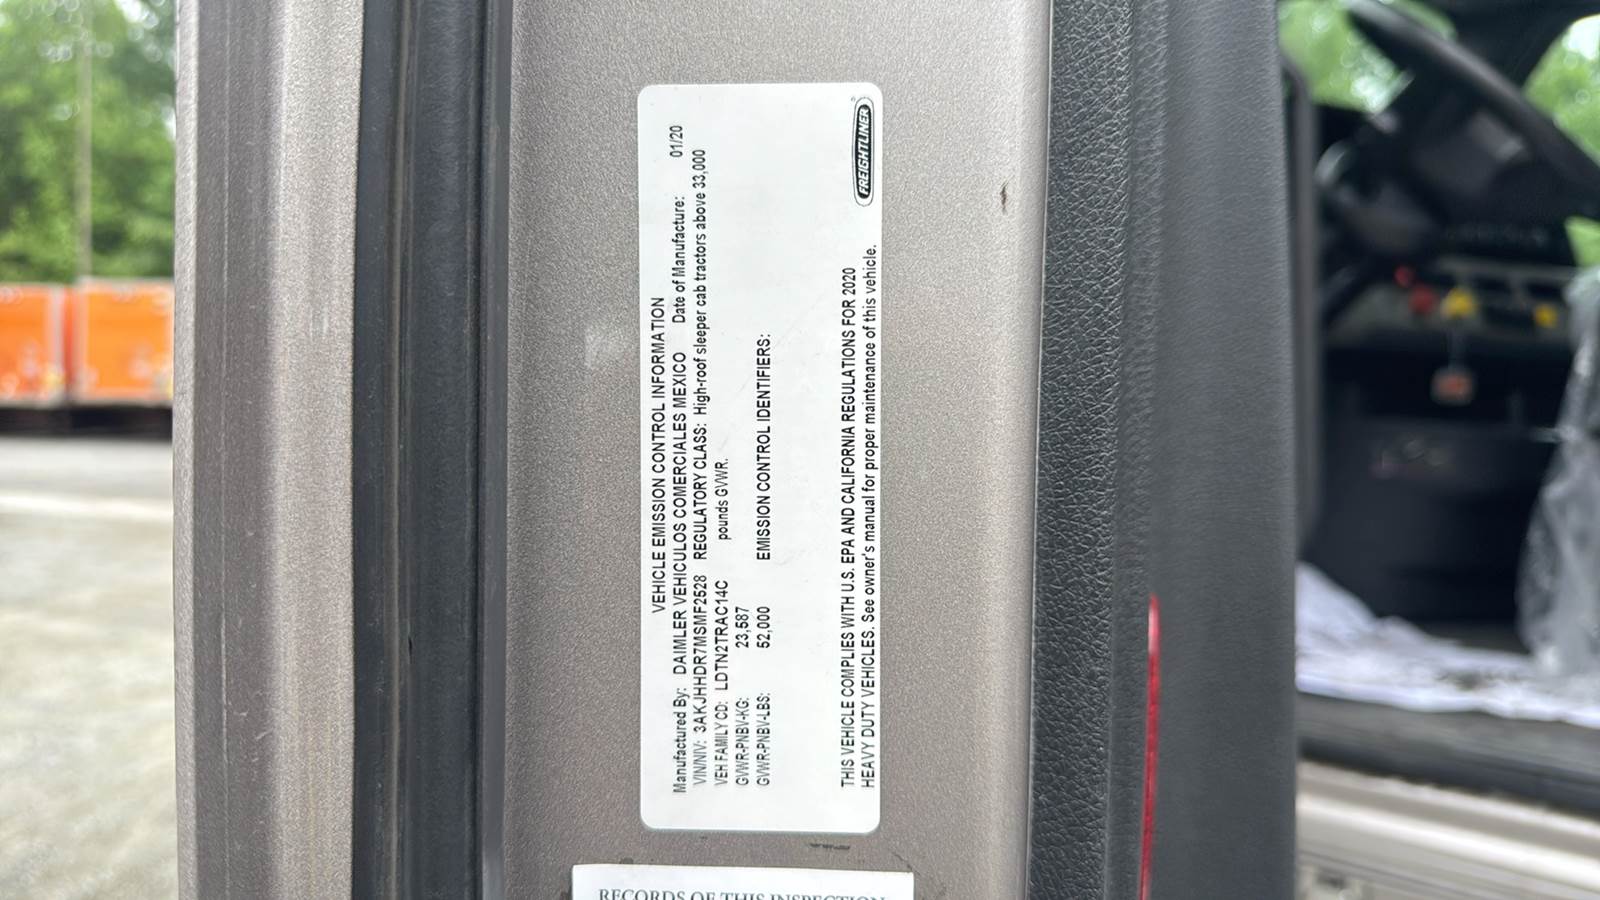 VEHICLE EMISSION CONTROL INFORMATION
Manufactured By: DAIMLER VEHICULOS COMERCIALES MEXICO Date of Manufacture: 01/20
VIN/NIV: 3AKJHHDR7MSMF2528 REGULATORY CLASS: High-roof sleeper cab tractors above 33,000
VEH FAMILY CD: LDTN2TRAC14C pounds GVWR.
GVWR-PNBV-KG: 23,587
GVWR-PNBV-LBS: 52,000 EMISSION CONTROL IDENTIFIERS:
THIS VEHICLE COMPLIES WITH U.S. EPA AND CALIFORNIA REGULATIONS FOR 2020
HEAVY DUTY VEHICLES. See owner's manual for proper maintenance of this vehicle.
FREIGHTLINER®
RECORDS OF THIS INSPECTION